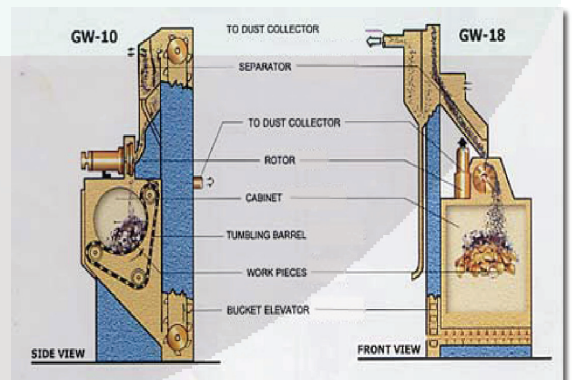 GW-10
TO DUST COLLECTOR
GW-18
SEPARATOR
TO DUST COLLECTOR
ROTOR
CABINET
TUMBLING BARREL
WORK PIECES
BUCKET ELEVATOR
SIDE VIEW
FRONT VIEW